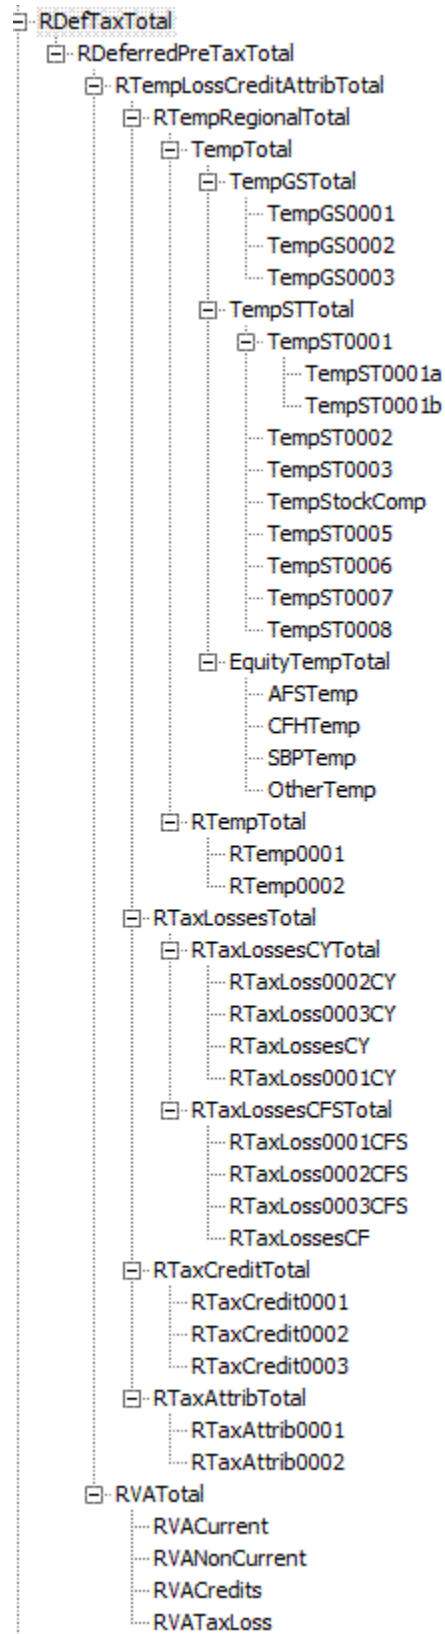 RDefTaxTotal
RDeferredPreTaxTotal
RTempLossCreditAttribTotal
RTempRegionalTotal
TempTotal
TempGSTotal
TempGS0001
TempGS0002
TempGS0003
TempSTTotal
TempST0001
TempST0001a
TempST0001b
TempST0002
TempST0003
TempStockComp
TempST0005
TempST0006
TempST0007
TempST0008
EquityTempTotal
AFSTemp
CFHTemp
SBPTemp
OtherTemp
RTempTotal
RTemp0001
RTemp0002
RTaxLossesTotal
RTaxLossesCYTotal
RTaxLoss0002CY
RTaxLoss0003CY
RTaxLossesCY
RTaxLoss0001CY
RTaxLossesCFSTotal
RTaxLoss0001CFS
RTaxLoss0002CFS
RTaxLoss0003CFS
RTaxLossesCF
RTaxCreditTotal
RTaxCredit0001
RTaxCredit0002
RTaxCredit0003
RTaxAttribTotal
RTaxAttrib0001
RTaxAttrib0002
RVATotal
RVACurrent
RVANonCurrent
RVACredits
RVATaxLoss